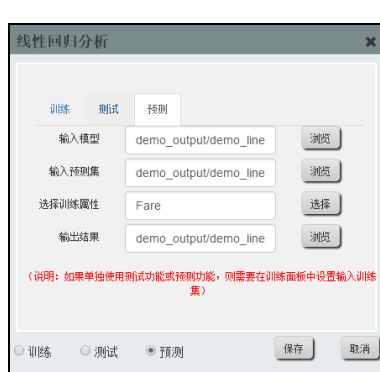 线性回归分析 ×
训练 测试 预测
输入模型 demo_output/demo_line 浏览
输入预测集 demo_output/demo_line 浏览
选择训练属性 Fare 选择
输出结果 demo_output/demo_line 浏览
(说明:如果单独使用测试功能或预测功能,则需要在训练面板中设置输入训练
集)
训练 测试 预测 保存 取消